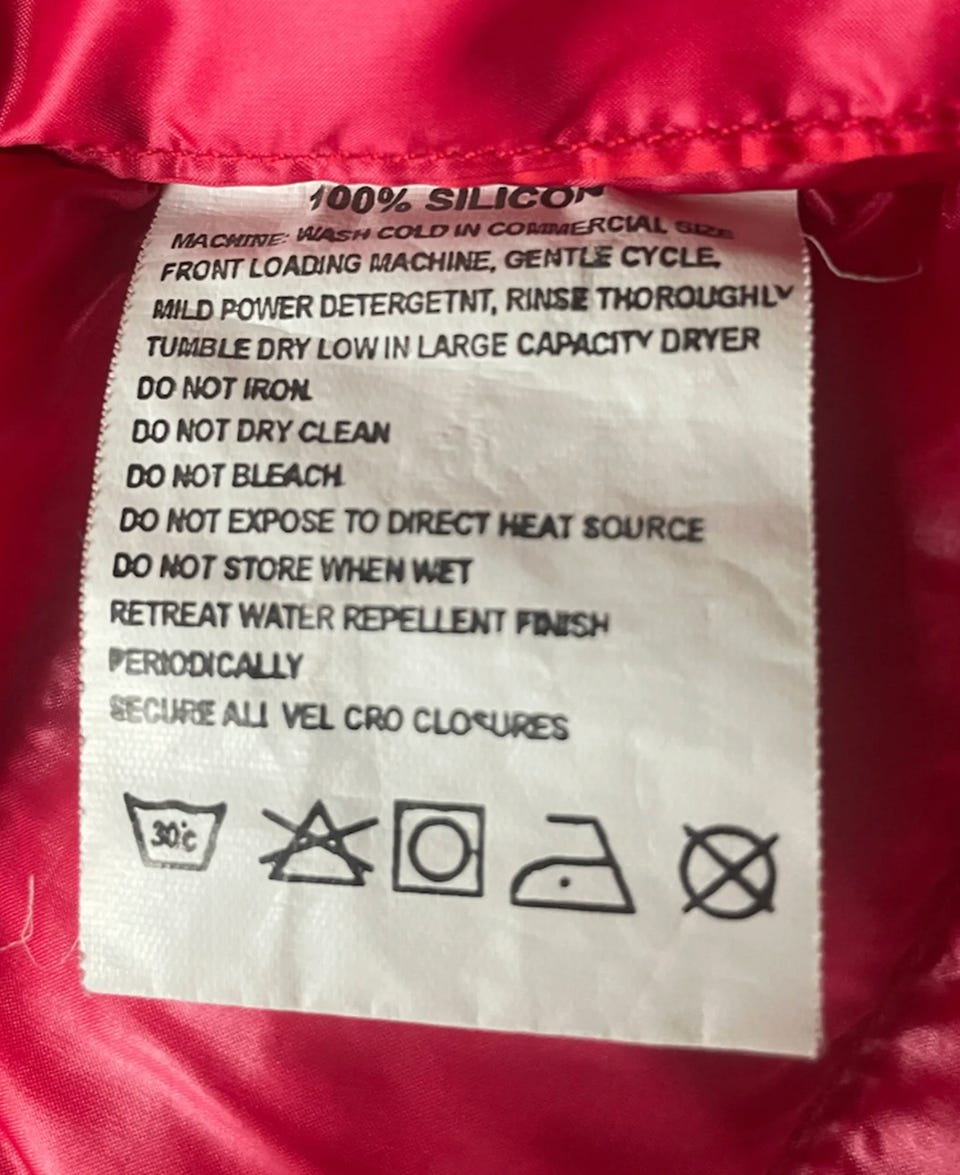 100% SILICON
MACHINE: WASH COLD IN COMMERCIAL SIZE
FRONT LOADING MACHINE, GENTLE CYCLE,
MILD POWER DETERGETNT, RINSE THOROUGHLY
TUMBLE DRY LOW IN LARGE CAPACITY DRYER
DO NOT IRON
DO NOT DRY CLEAN
DO NOT BLEACH
DO NOT EXPOSE TO DIRECT HEAT SOURCE
DO NOT STORE WHEN WET
RETREAT WATER REPELLENT FINISH
PERIODICALLY
SECURE ALL VEL CRO CLOSURES
30°c